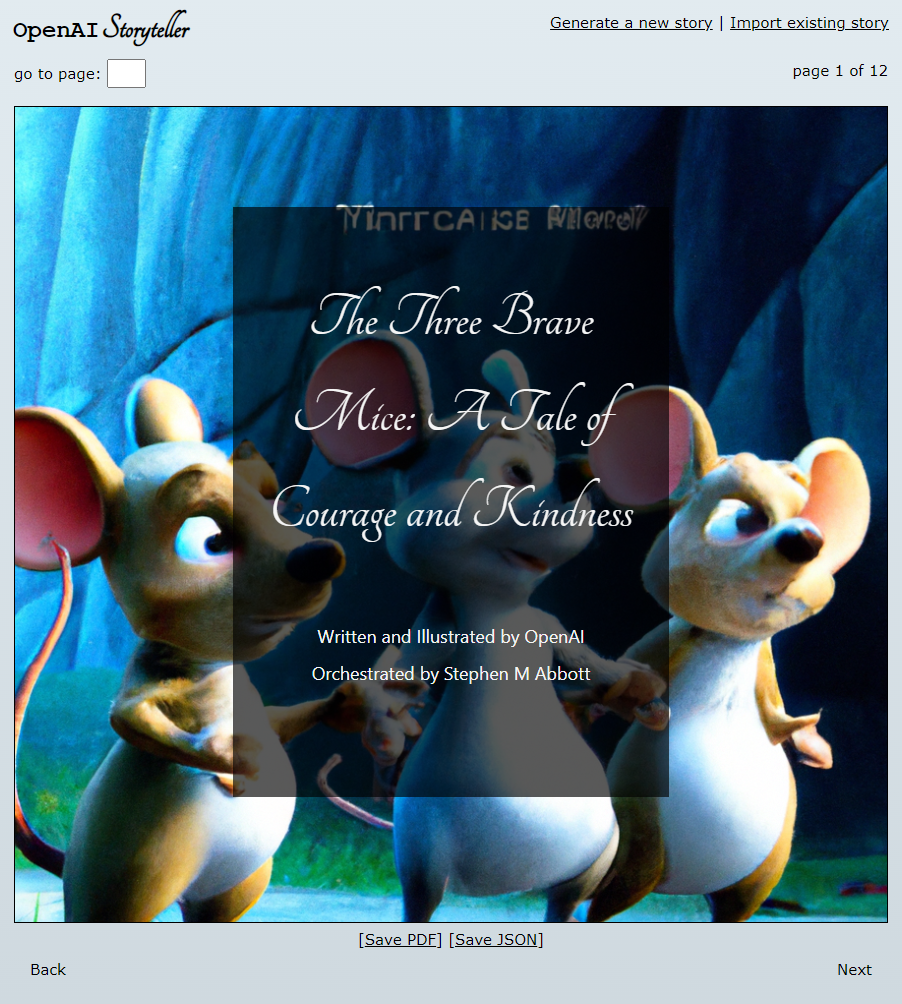 OpenAI Storyteller
Generate a new story | Import existing story
go to page:
page 1 of 12
The Three Brave
Mice: A Tale of
Courage and Kindness
Written and Illustrated by OpenAI
Orchestrated by Stephen M Abbott
[Save PDF] [Save JSON]
Back
Next